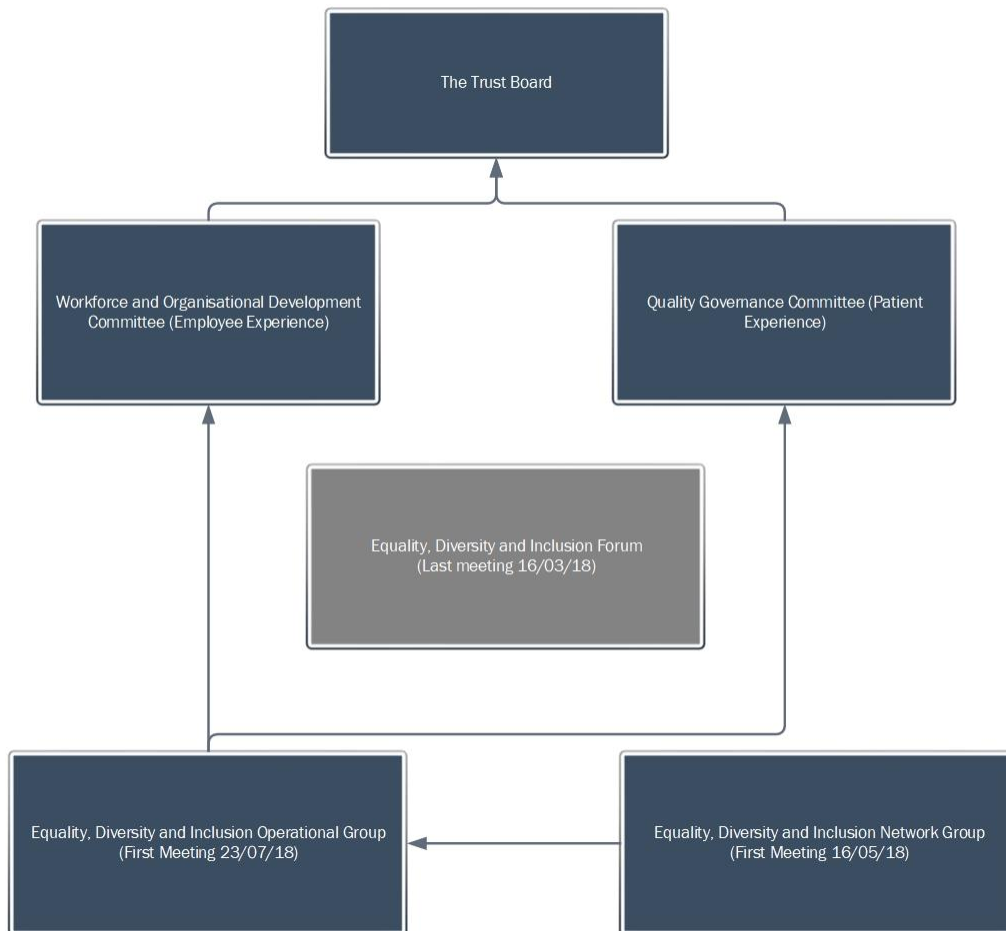 The Trust Board
Workforce and Organisational Development
Committee (Employee Experience)
Quality Governance Committee (Patient
Experience)
Equality, Diversity and Inclusion Forum
(Last meeting 16/03/18)
Equality, Diversity and Inclusion Operational Group
(First Meeting 23/07/18)
Equality, Diversity and Inclusion Network Group
(First Meeting 16/05/18)